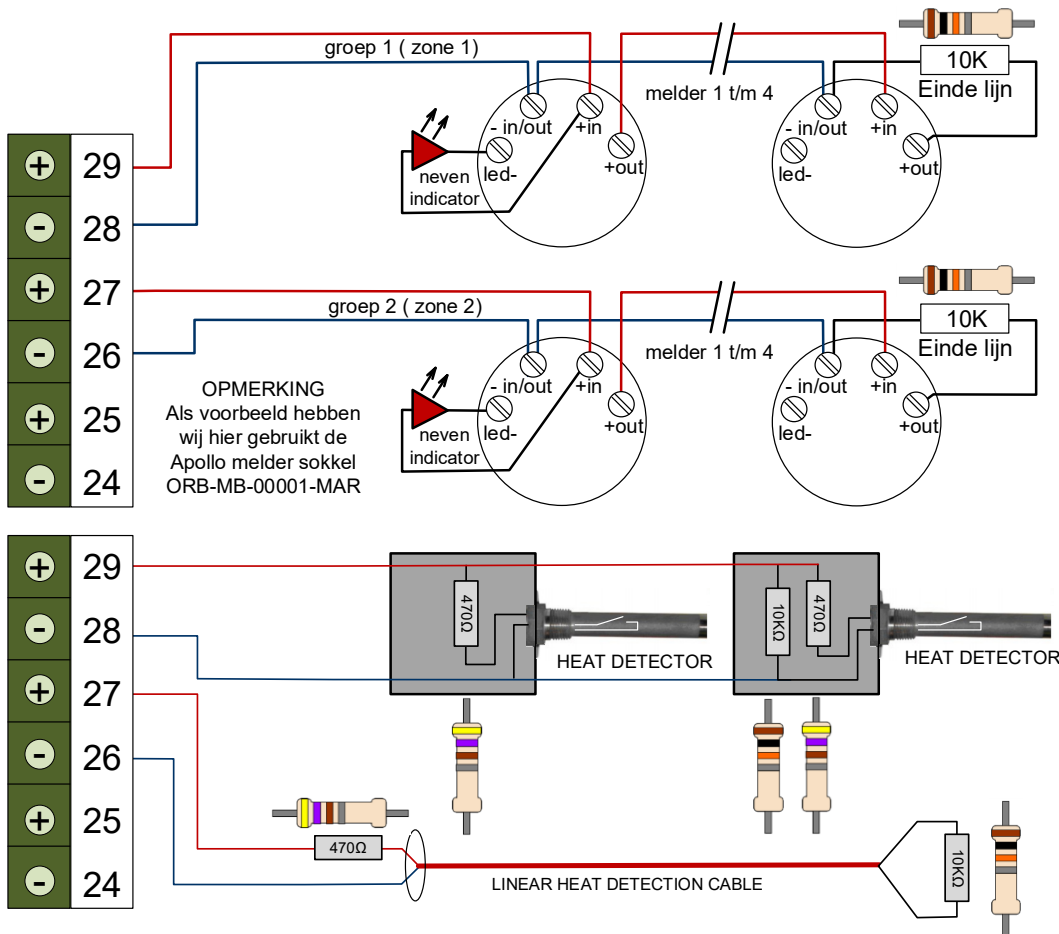 groep 1 ( zone 1)
10K
Einde lijn
melder 1 t/m 4
- in/out
+in
+out
led-
neven
indicator
- in/out
+in
+out
led-
+ 29
- 28
+ 27
- 26
+ 25
- 24
groep 2 ( zone 2)
10K
Einde lijn
melder 1 t/m 4
- in/out
+in
+out
led-
neven
indicator
- in/out
+in
+out
led-
OPMERKING
Als voorbeeld hebben
wij hier gebruikt de
Apollo melder sokkel
ORB-MB-00001-MAR
+ 29
- 28
+ 27
- 26
+ 25
- 24
470Ω
HEAT DETECTOR
10KΩ
470Ω
HEAT DETECTOR
470Ω
LINEAR HEAT DETECTION CABLE
10KΩ